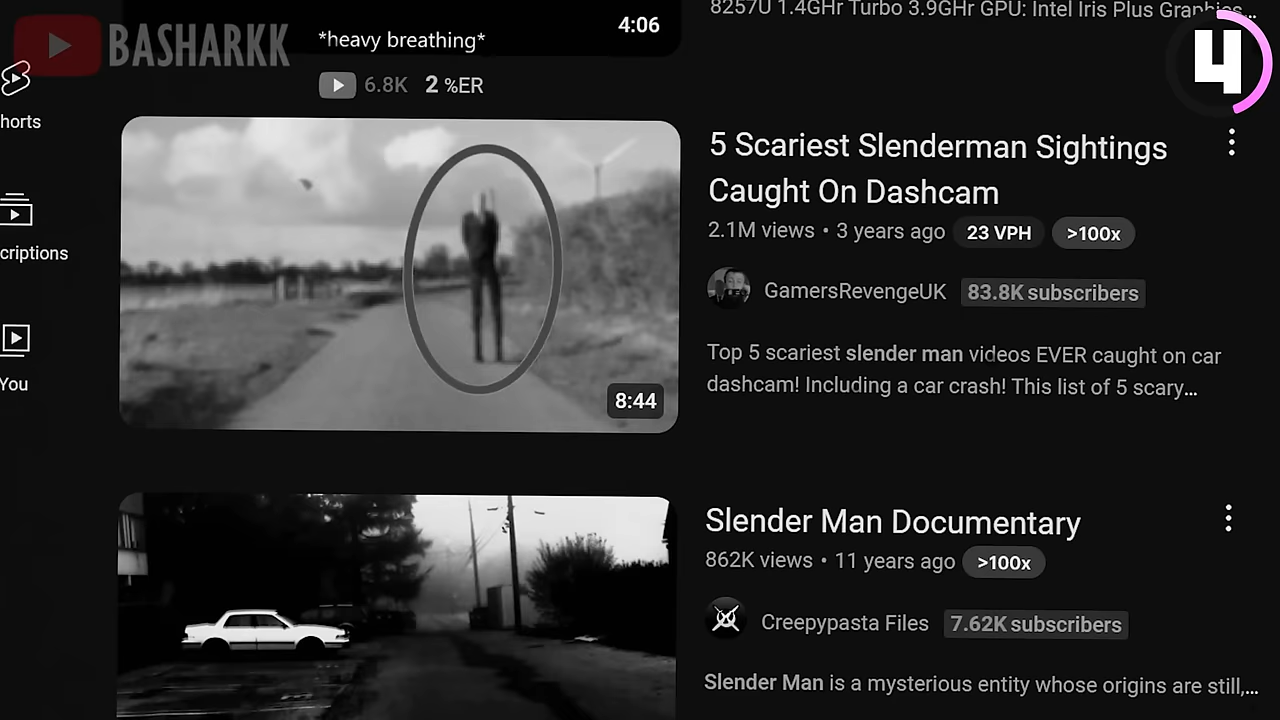 8257U 1.4GHr Turbo 3.9GHr GPU: Intel Iris Plus Graphics...
BASHARKK
4:06
*heavy breathing*
4
6.8K 2 %ER
horts
5 Scariest Slenderman Sightings
Caught On Dashcam
2.1M views • 3 years ago 23 VPH >100x
criptions
GamersRevengeUK 83.8K subscribers
Top 5 scariest slender man videos EVER caught on car
dashcam! Including a car crash! This list of 5 scary...
You
8:44
Slender Man Documentary
862K views • 11 years ago >100x
Creepypasta Files 7.62K subscribers
Slender Man is a mysterious entity whose origins are still,...